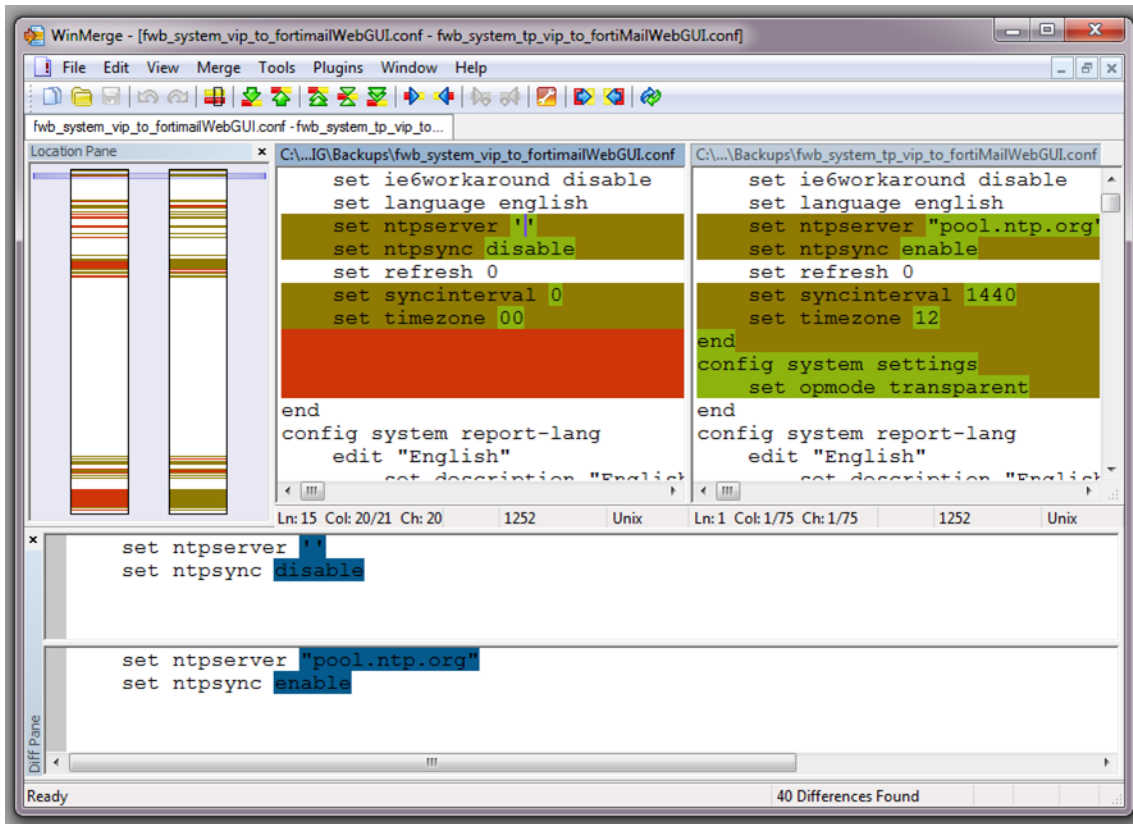 WinMerge - [fwb_system_vip_to_fortimailWebGUI.conf - fwb_system_tp_vip_to_fortiMailWebGUI.conf]
File Edit View Merge Tools Plugins Window Help
fwb_system_vip_to_fortimailWebGUI.conf - fwb_system_tp_vip_to...
Location Pane
C:\...IG\Backups\fwb_system_vip_to_fortimailWebGUI.conf
set ie6workaround disable
set language english
set ntpserver ''
set ntpsync disable
set refresh 0
set syncinterval 0
set timezone 00
end
config system report-lang
edit "English"
set description "English
Ln: 15 Col: 20/21 Ch: 20 1252 Unix
C:\...\Backups\fwb_system_tp_vip_to_fortiMailWebGUI.conf
set ie6workaround disable
set language english
set ntpserver "pool.ntp.org"
set ntpsync enable
set refresh 0
set syncinterval 1440
set timezone 12
end
config system settings
set opmode transparent
end
config system report-lang
edit "English"
set description "Englis
Ln: 1 Col: 1/75 Ch: 1/75 1252 Unix
set ntpserver ''
set ntpsync disable
set ntpserver "pool.ntp.org"
set ntpsync enable
Diff Pane
Ready 40 Differences Found